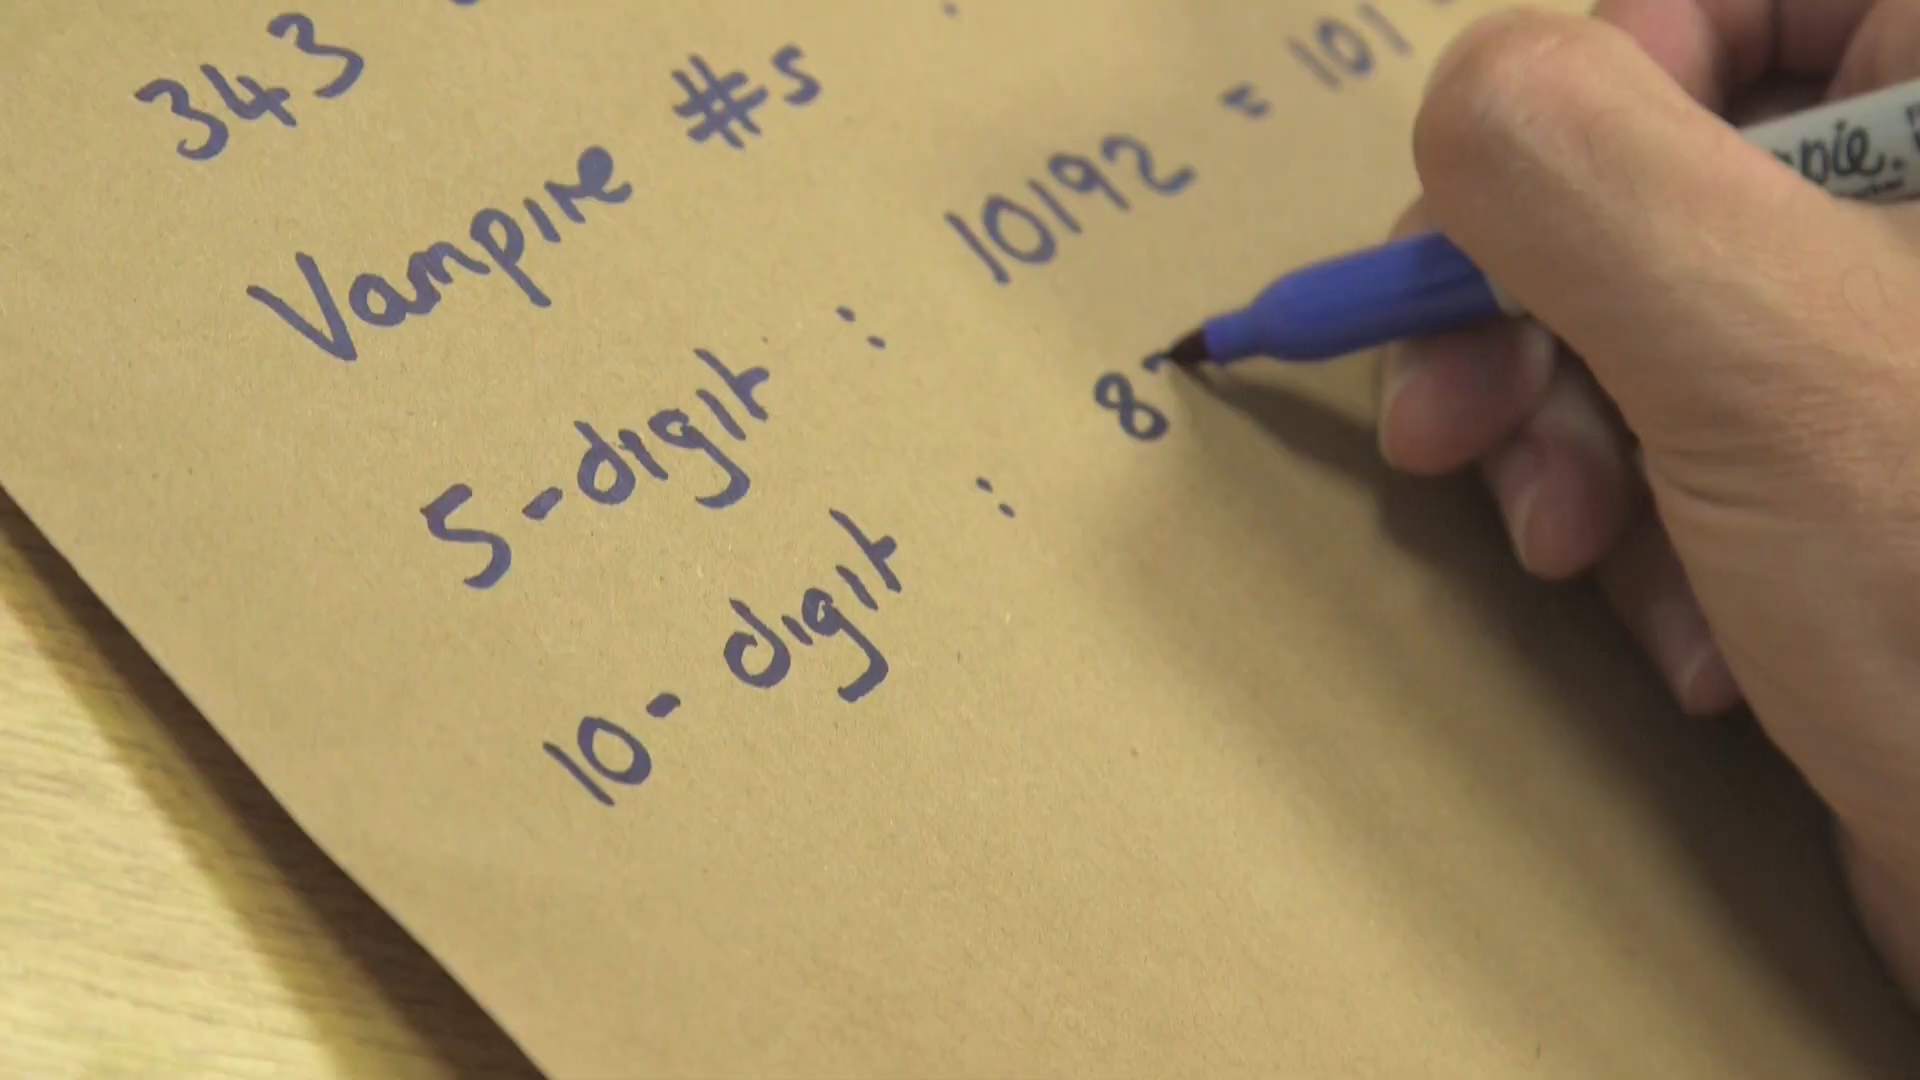 343
Vampire #s
5-digit : 10192 = 101
10-digit : 8